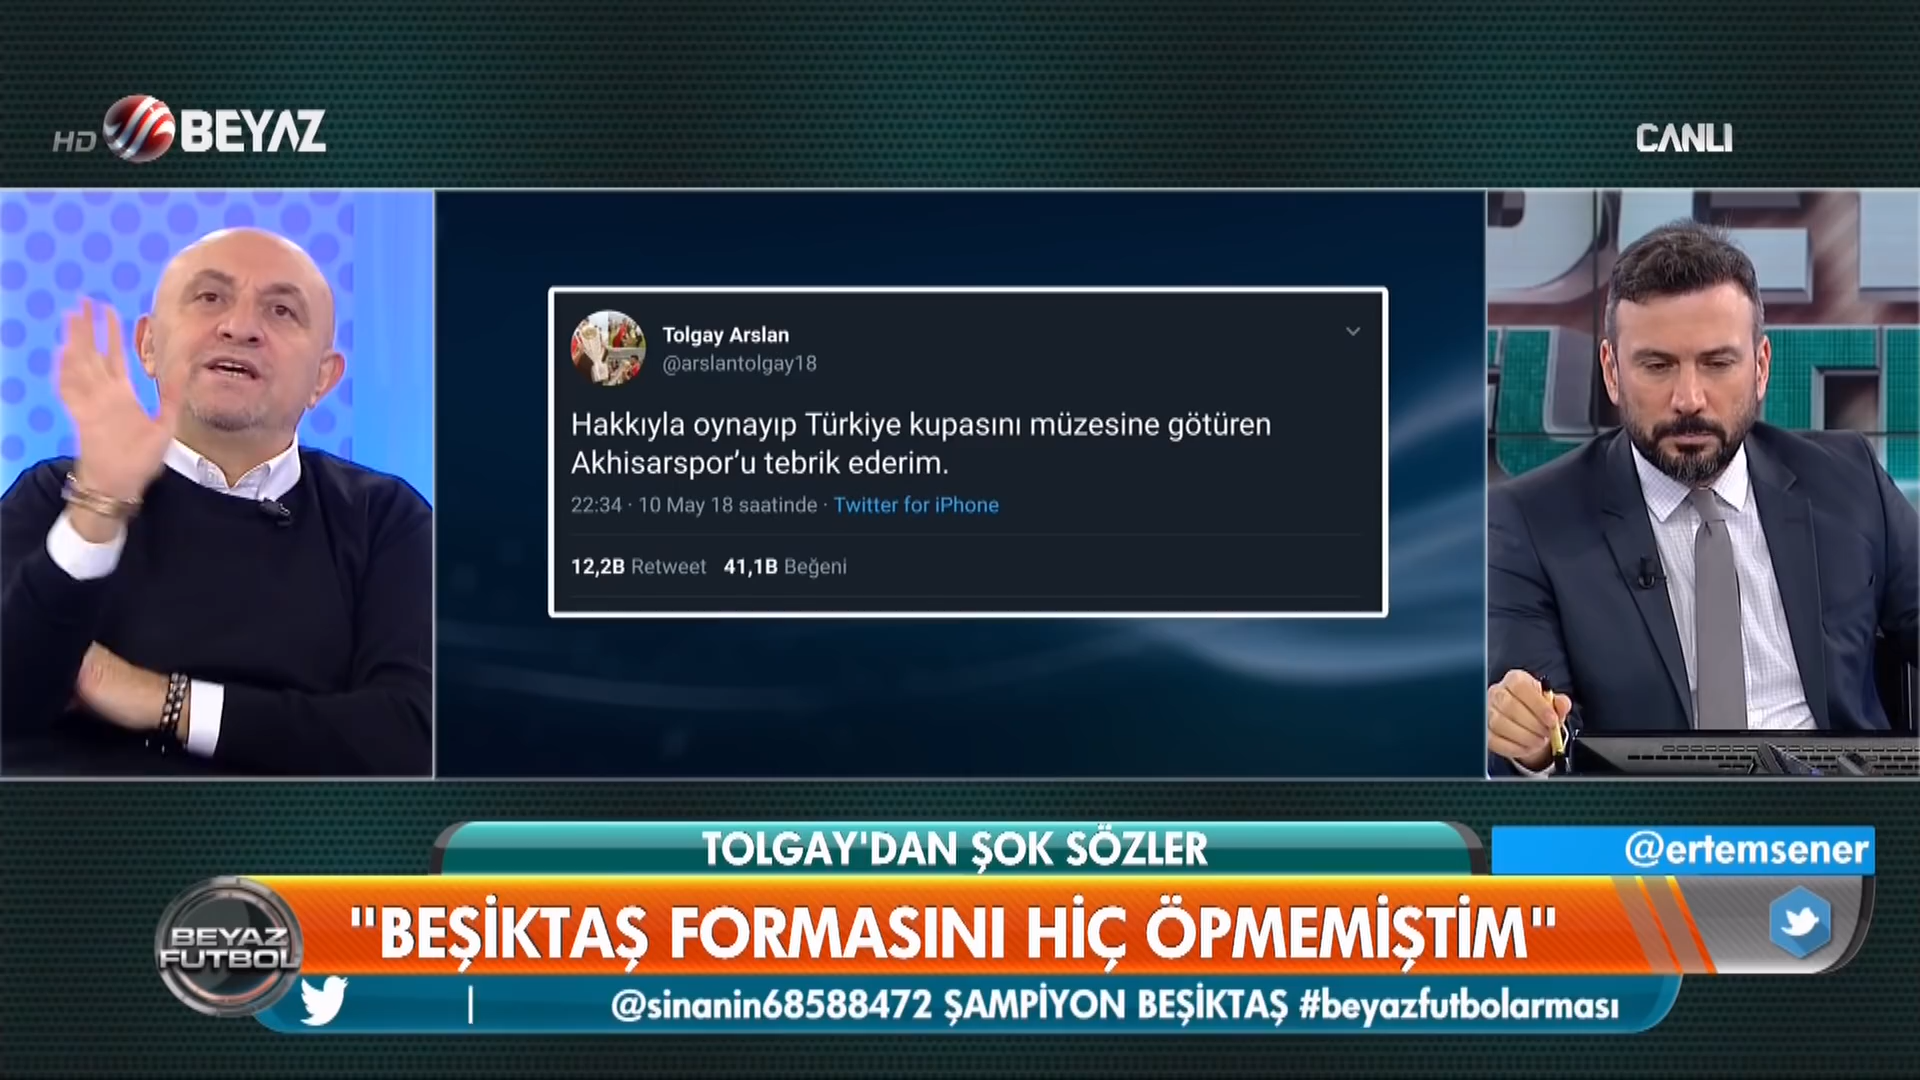 HD BEYAZ
CANLI
Tolgay Arslan
@arslantolgay18
Hakkıyla oynayıp Türkiye kupasını müzesine götüren
Akhisarspor’u tebrik ederim.
22:34 · 10 May 18 saatinde · Twitter for iPhone
12,2B Retweet 41,1B Beğeni
TOLGAY'DAN ŞOK SÖZLER
@ertemsener
"BEŞİKTAŞ FORMASINI HİÇ ÖPMEMİŞTİM"
BEYAZ
FUTBOL
@sinanin68588472 ŞAMPİYON BEŞİKTAŞ #beyazfutbolarması